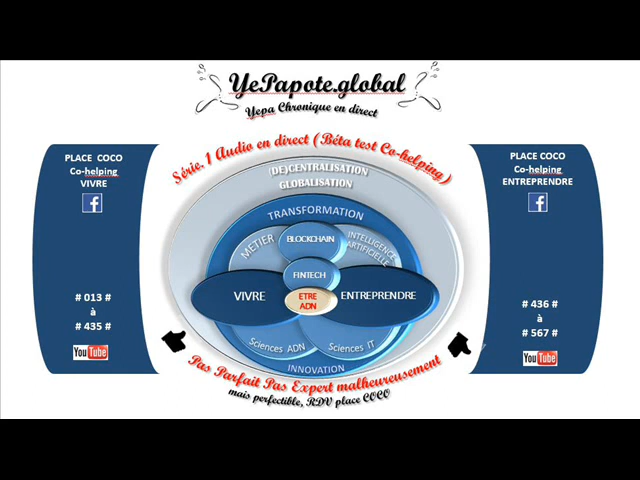 YePapote.global
Yepa Chronique en direct
Série, 1 Audio en direct ( Béta test Co-helping)
PLACE COCO
Co-helping
VIVRE
# 013 #
à
# 435 #
YouTube
(DE)CENTRALISATION
GLOBALISATION
TRANSFORMATION
METIER
BLOCKCHAIN
INTELLIGENCE
ARTIFICIELLE
FINTECH
VIVRE
ETRE
ADN
ENTREPRENDRE
Sciences ADN
Sciences IT
INNOVATION
PLACE COCO
Co-helping
ENTREPRENDRE
# 436 #
à
# 567 #
YouTube
Pas Parfait Pas Expert malheureusement
mais perfectible, RDV place COCO